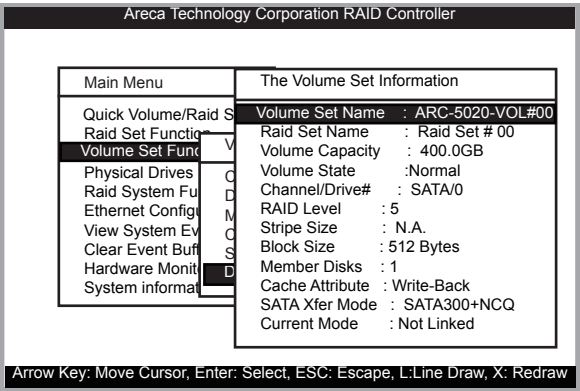 Areca Technology Corporation RAID Controller
Main Menu
Quick Volume/Raid S
Raid Set Function
Volume Set Func
Physical Drives
Raid System Fu
Ethernet Configu
View System Ev
Clear Event Buff
Hardware Monit
System informat
V
C
D
M
C
S
D
The Volume Set Information
Volume Set Name : ARC-5020-VOL#00
Raid Set Name : Raid Set # 00
Volume Capacity : 400.0GB
Volume State :Normal
Channel/Drive# : SATA/0
RAID Level : 5
Stripe Size : N.A.
Block Size : 512 Bytes
Member Disks : 1
Cache Attribute : Write-Back
SATA Xfer Mode : SATA300+NCQ
Current Mode : Not Linked
Arrow Key: Move Cursor, Enter: Select, ESC: Escape, L:Line Draw, X: Redraw